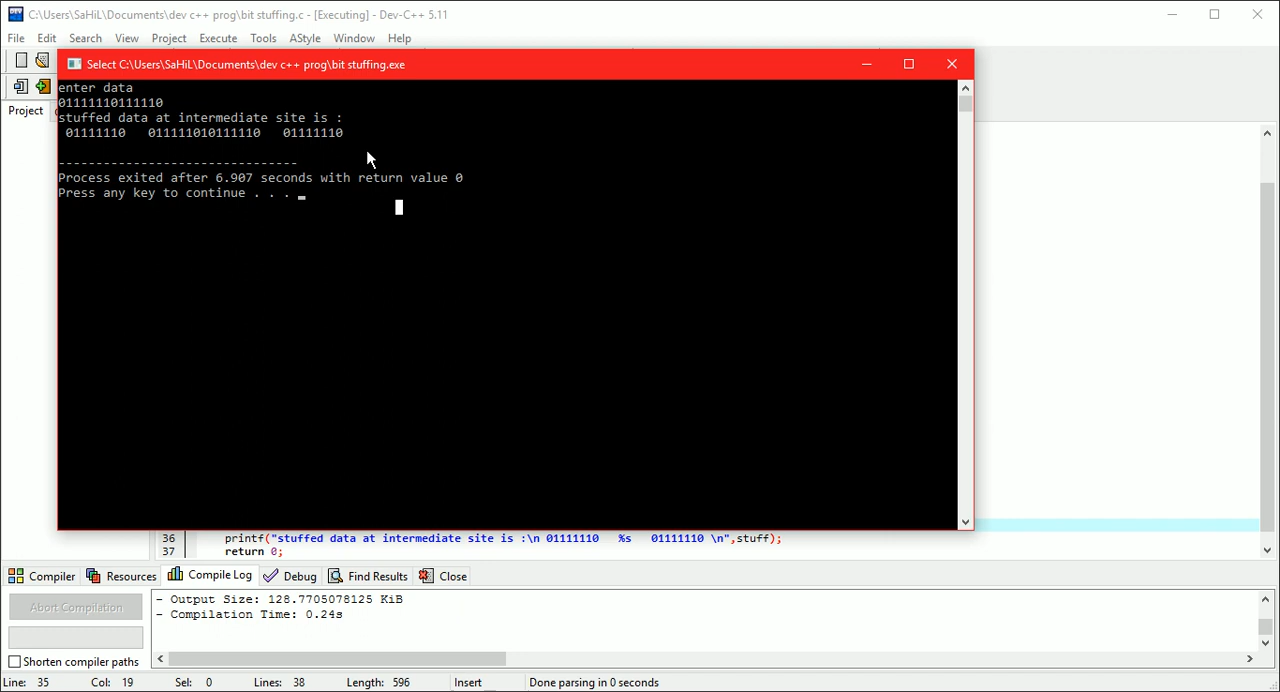 C:\Users\SaHiL\Documents\dev c++ prog\bit stuffing.c - [Executing] - Dev-C++ 5.11
File Edit Search View Project Execute Tools AStyle Window Help
Select C:\Users\SaHiL\Documents\dev c++ prog\bit stuffing.exe
Project
enter data
01111110111110
stuffed data at intermediate site is :
01111110 011111010111110 01111110
--------------------------------
Process exited after 6.907 seconds with return value 0
Press any key to continue . . .
36 printf("stuffed data at intermediate site is :\n 01111110 %s 01111110 \n",stuff);
37 return 0;
Compiler Resources Compile Log Debug Find Results Close
Abort Compilation
- Output Size: 128.7705078125 KiB
- Compilation Time: 0.24s
Shorten compiler paths
Line: 35 Col: 19 Sel: 0 Lines: 38 Length: 596 Insert Done parsing in 0 seconds